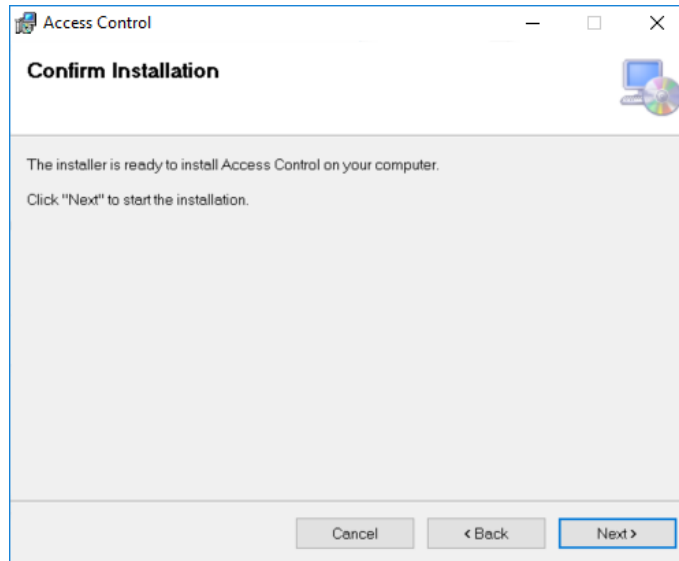 Access Control
Confirm Installation
The installer is ready to install Access Control on your computer.
Click "Next" to start the installation.
Cancel
< Back
Next >